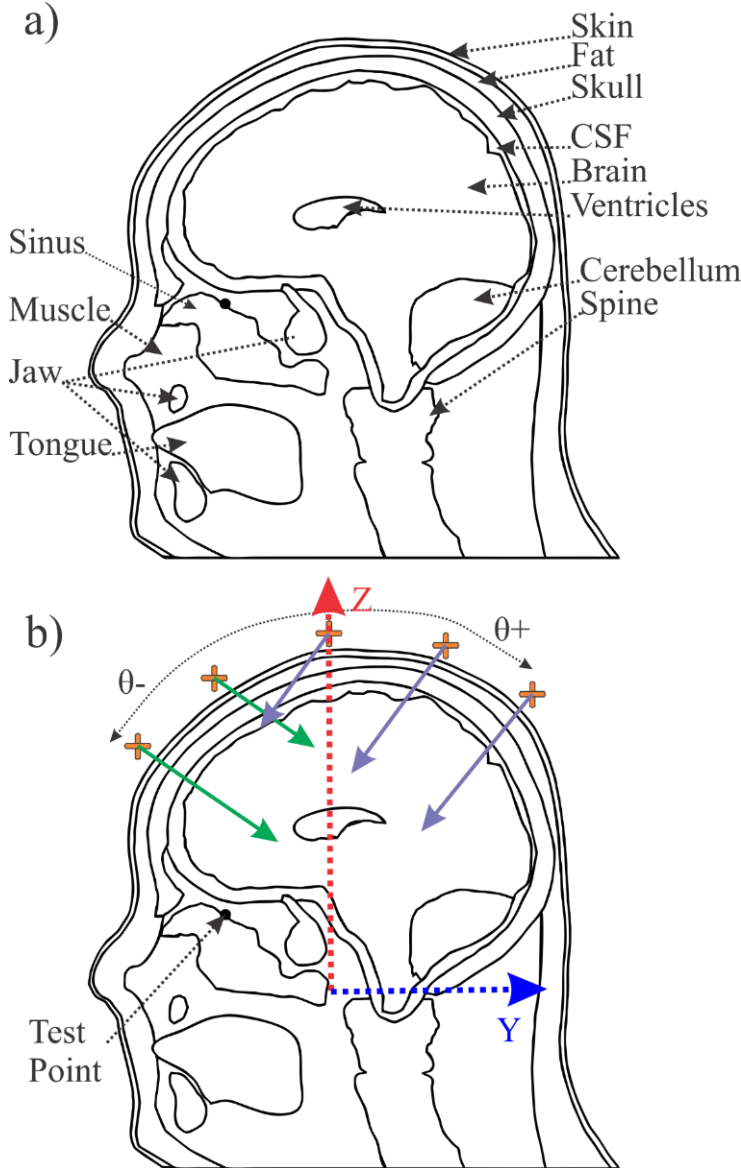 a)
Skin
Fat
Skull
CSF
Brain
Ventricles
Sinus
Cerebellum
Spine
Muscle
Jaw
Tongue
b)
Z
θ+
θ-
Test
Point
Y